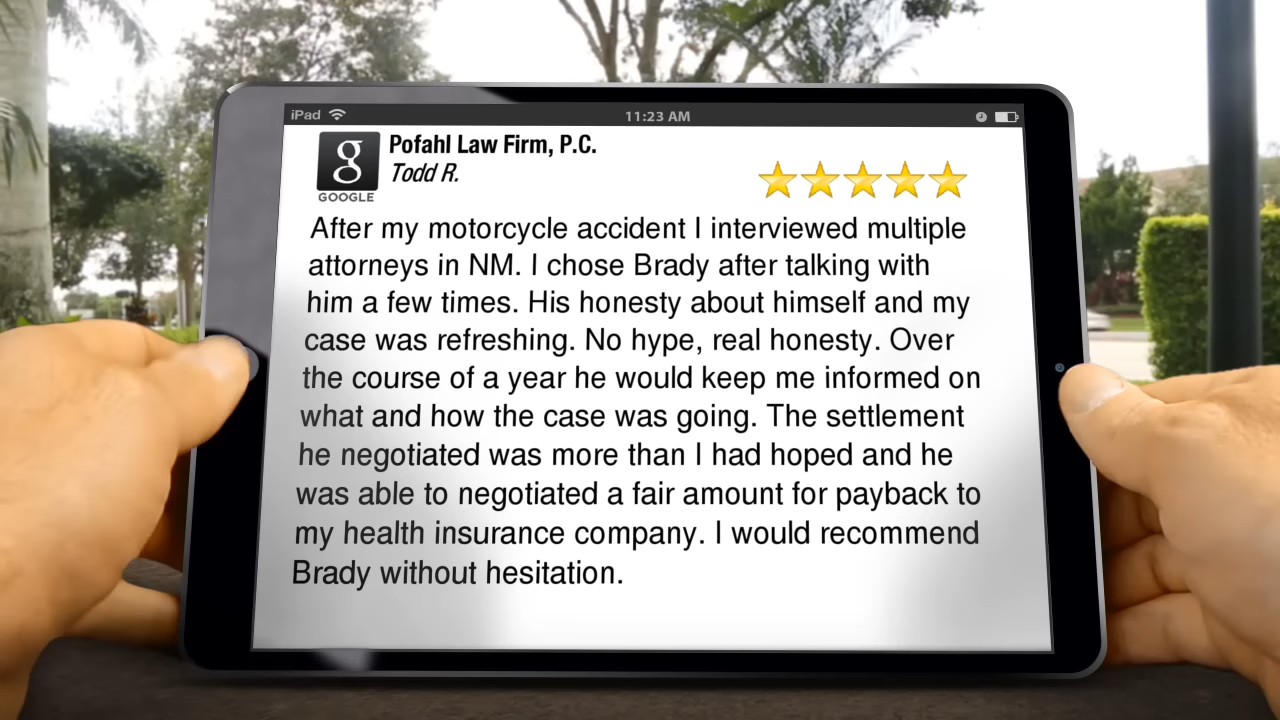 iPad 11:23 AM
g
GOOGLE
Pofahl Law Firm, P.C.
Todd R.
After my motorcycle accident I interviewed multiple
attorneys in NM. I chose Brady after talking with
him a few times. His honesty about himself and my
case was refreshing. No hype, real honesty. Over
the course of a year he would keep me informed on
what and how the case was going. The settlement
he negotiated was more than I had hoped and he
was able to negotiated a fair amount for payback to
my health insurance company. I would recommend
Brady without hesitation.